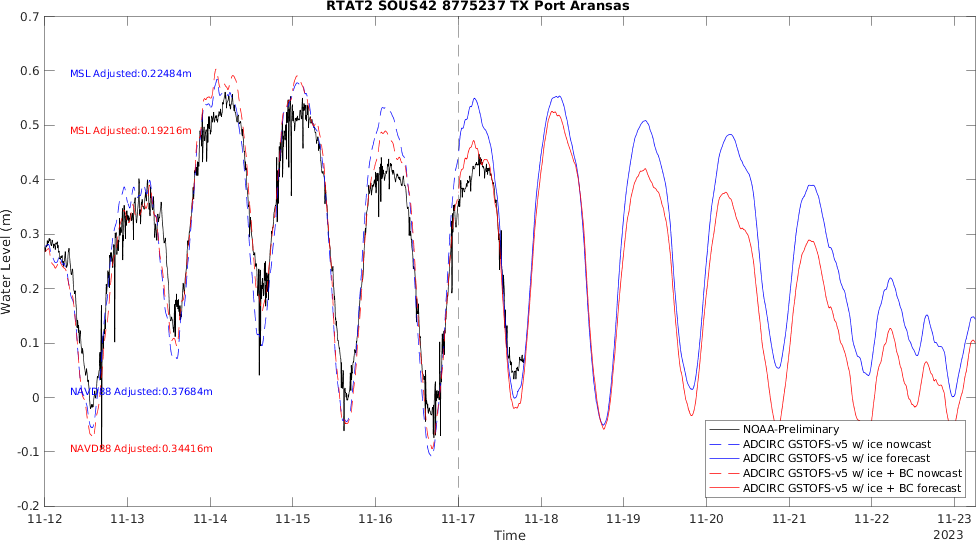 RTAT2 SOUS42 8775237 TX Port Aransas
0.7
0.6
0.5
0.4
0.3
0.2
0.1
0
-0.1
-0.2
Water Level (m)
MSL Adjusted:0.22484m
MSL Adjusted:0.19216m
NAVD88 Adjusted:0.37684m
NAVD88 Adjusted:0.34416m
NOAA-Preliminary
ADCIRC GSTOFS-v5 w/ ice nowcast
ADCIRC GSTOFS-v5 w/ ice forecast
ADCIRC GSTOFS-v5 w/ ice + BC nowcast
ADCIRC GSTOFS-v5 w/ ice + BC forecast
11-12 11-13 11-14 11-15 11-16 11-17 11-18 11-19 11-20 11-21 11-22 11-23
Time
2023